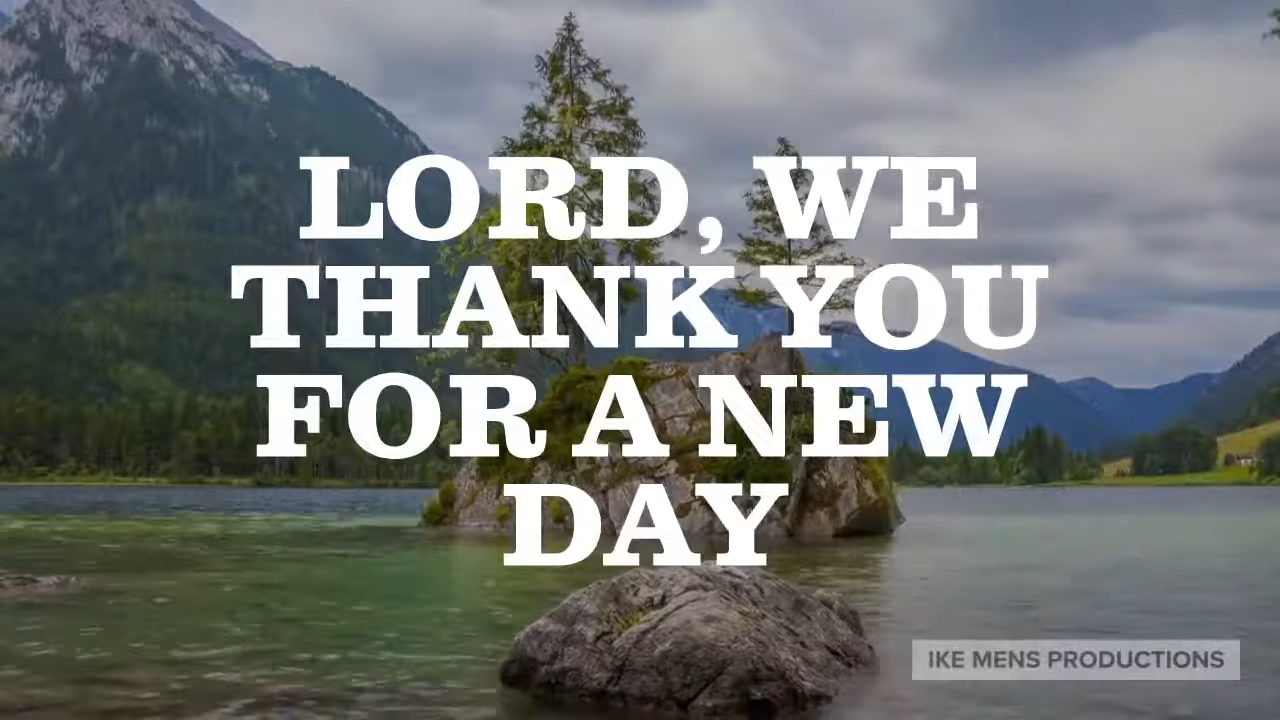 LORD, WE
THANK YOU
FOR A NEW
DAY
IKE MENS PRODUCTIONS